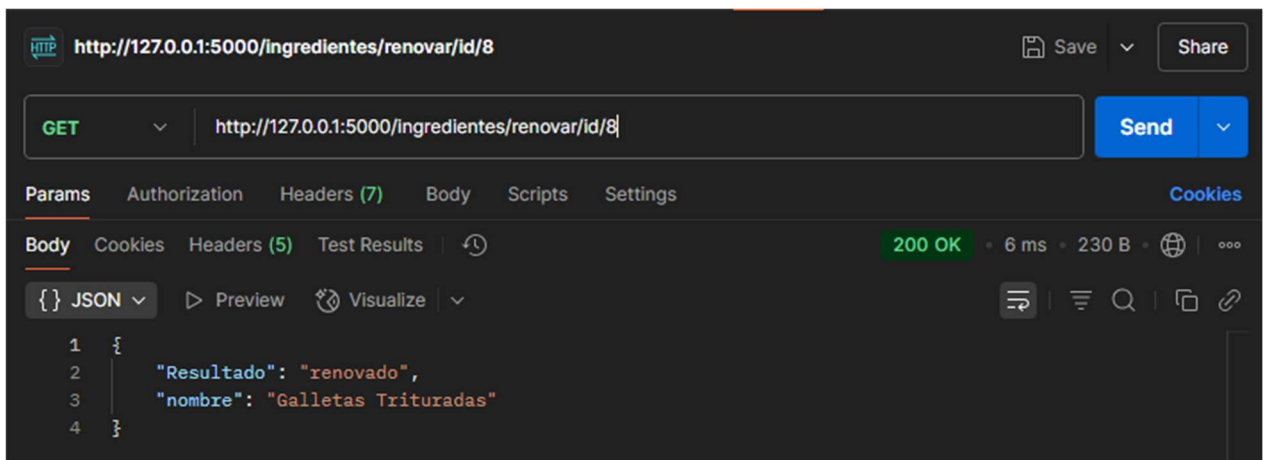 HTTP http://127.0.0.1:5000/ingredientes/renovar/id/8 Save Share
GET http://127.0.0.1:5000/ingredientes/renovar/id/8 Send
Params Authorization Headers (7) Body Scripts Settings Cookies
Body Cookies Headers (5) Test Results 200 OK 6 ms 230 B
{} JSON Preview Visualize
1 {
2 "Resultado": "renovado",
3 "nombre": "Galletas Trituradas"
4 }